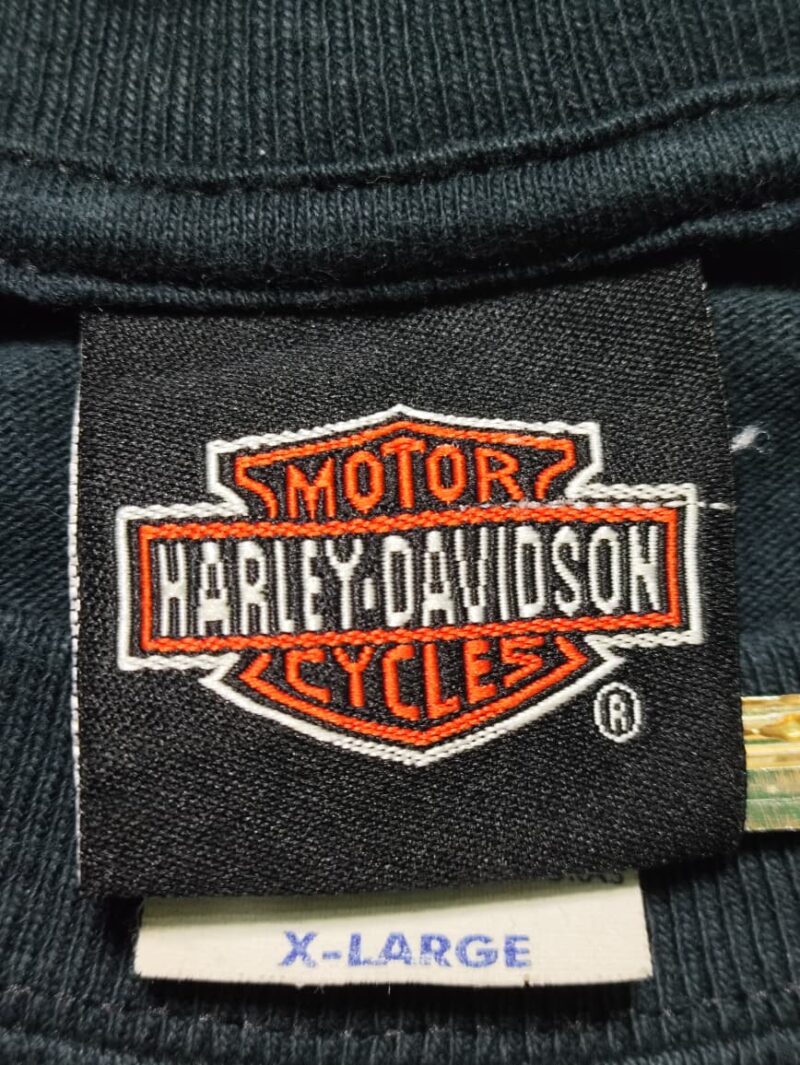 MOTOR
HARLEY-DAVIDSON
CYCLES
®
X-LARGE